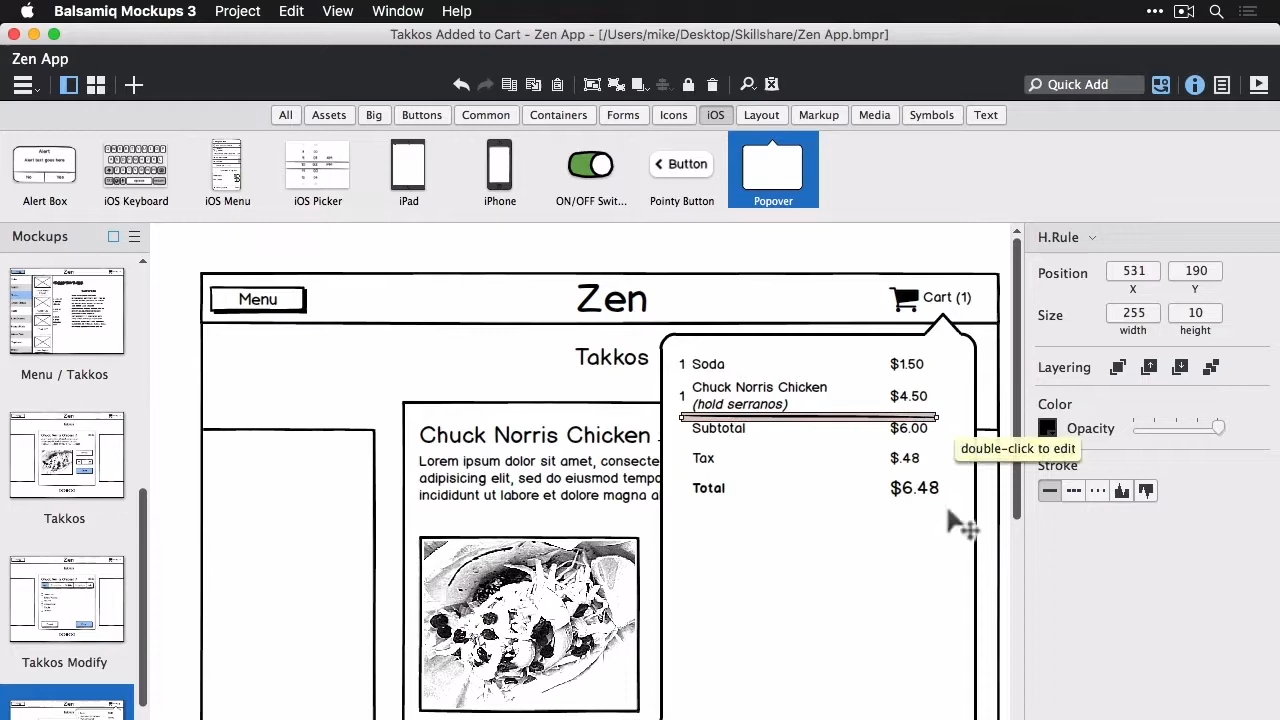 Balsamiq Mockups 3 Project Edit View Window Help
Takkos Added to Cart - Zen App - [/Users/mike/Desktop/Skillshare/Zen App.bmpr]
Zen App
Quick Add
All Assets Big Buttons Common Containers Forms Icons iOS Layout Markup Media Symbols Text
Button
Alert Box iOS Keyboard iOS Menu iOS Picker iPad iPhone ON/OFF Swit... Pointy Button Popover
Mockups
Menu / Takkos
Takkos
Takkos Modify
Menu Zen Cart (1)
Takkos
Chuck Norris Chicken
Lorem ipsum dolor sit amet, consecte
adipisicing elit, sed do eiusmod tempo
incididunt ut labore et dolore magna a
1 Soda $1.50
1 Chuck Norris Chicken $4.50
(hold serranos)
Subtotal $6.00
Tax $.48
Total $6.48
double-click to edit
H.Rule
Position 531 190
X Y
Size 255 10
width height
Layering
Color
Opacity
Stroke